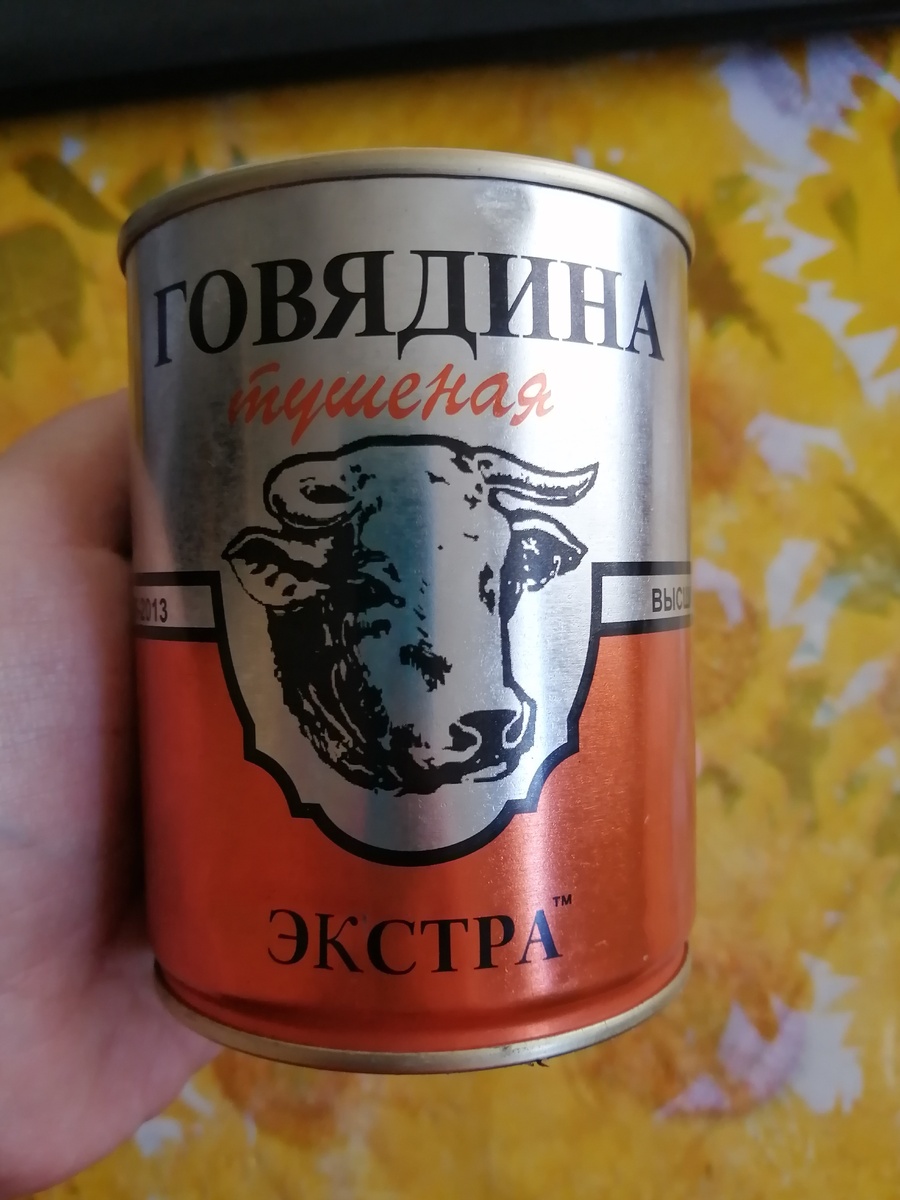 ГОВЯДИНА
тушеная
-2013
ВЫСШ
ЭКСТРА™